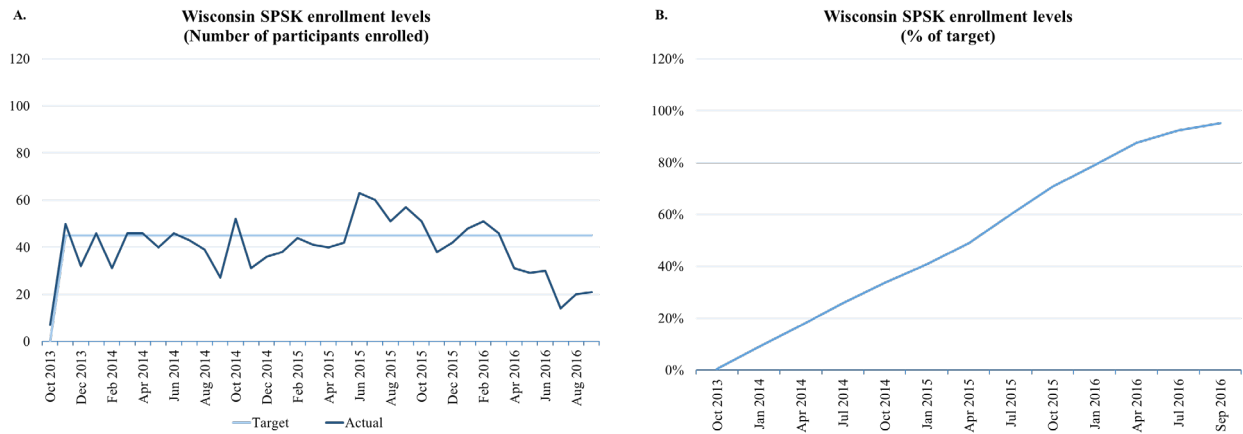 A.
Wisconsin SPSK enrollment levels
(Number of participants enrolled)
120
100
80
60
40
20
0
Oct 2013
Dec 2013
Feb 2014
Apr 2014
Jun 2014
Aug 2014
Oct 2014
Dec 2014
Feb 2015
Apr 2015
Jun 2015
Aug 2015
Oct 2015
Dec 2015
Feb 2016
Apr 2016
Jun 2016
Aug 2016
Target
Actual
B.
Wisconsin SPSK enrollment levels
(% of target)
120%
100%
80%
60%
40%
20%
0%
Oct 2013
Jan 2014
Apr 2014
Jul 2014
Oct 2014
Jan 2015
Apr 2015
Jul 2015
Oct 2015
Jan 2016
Apr 2016
Jul 2016
Sep 2016